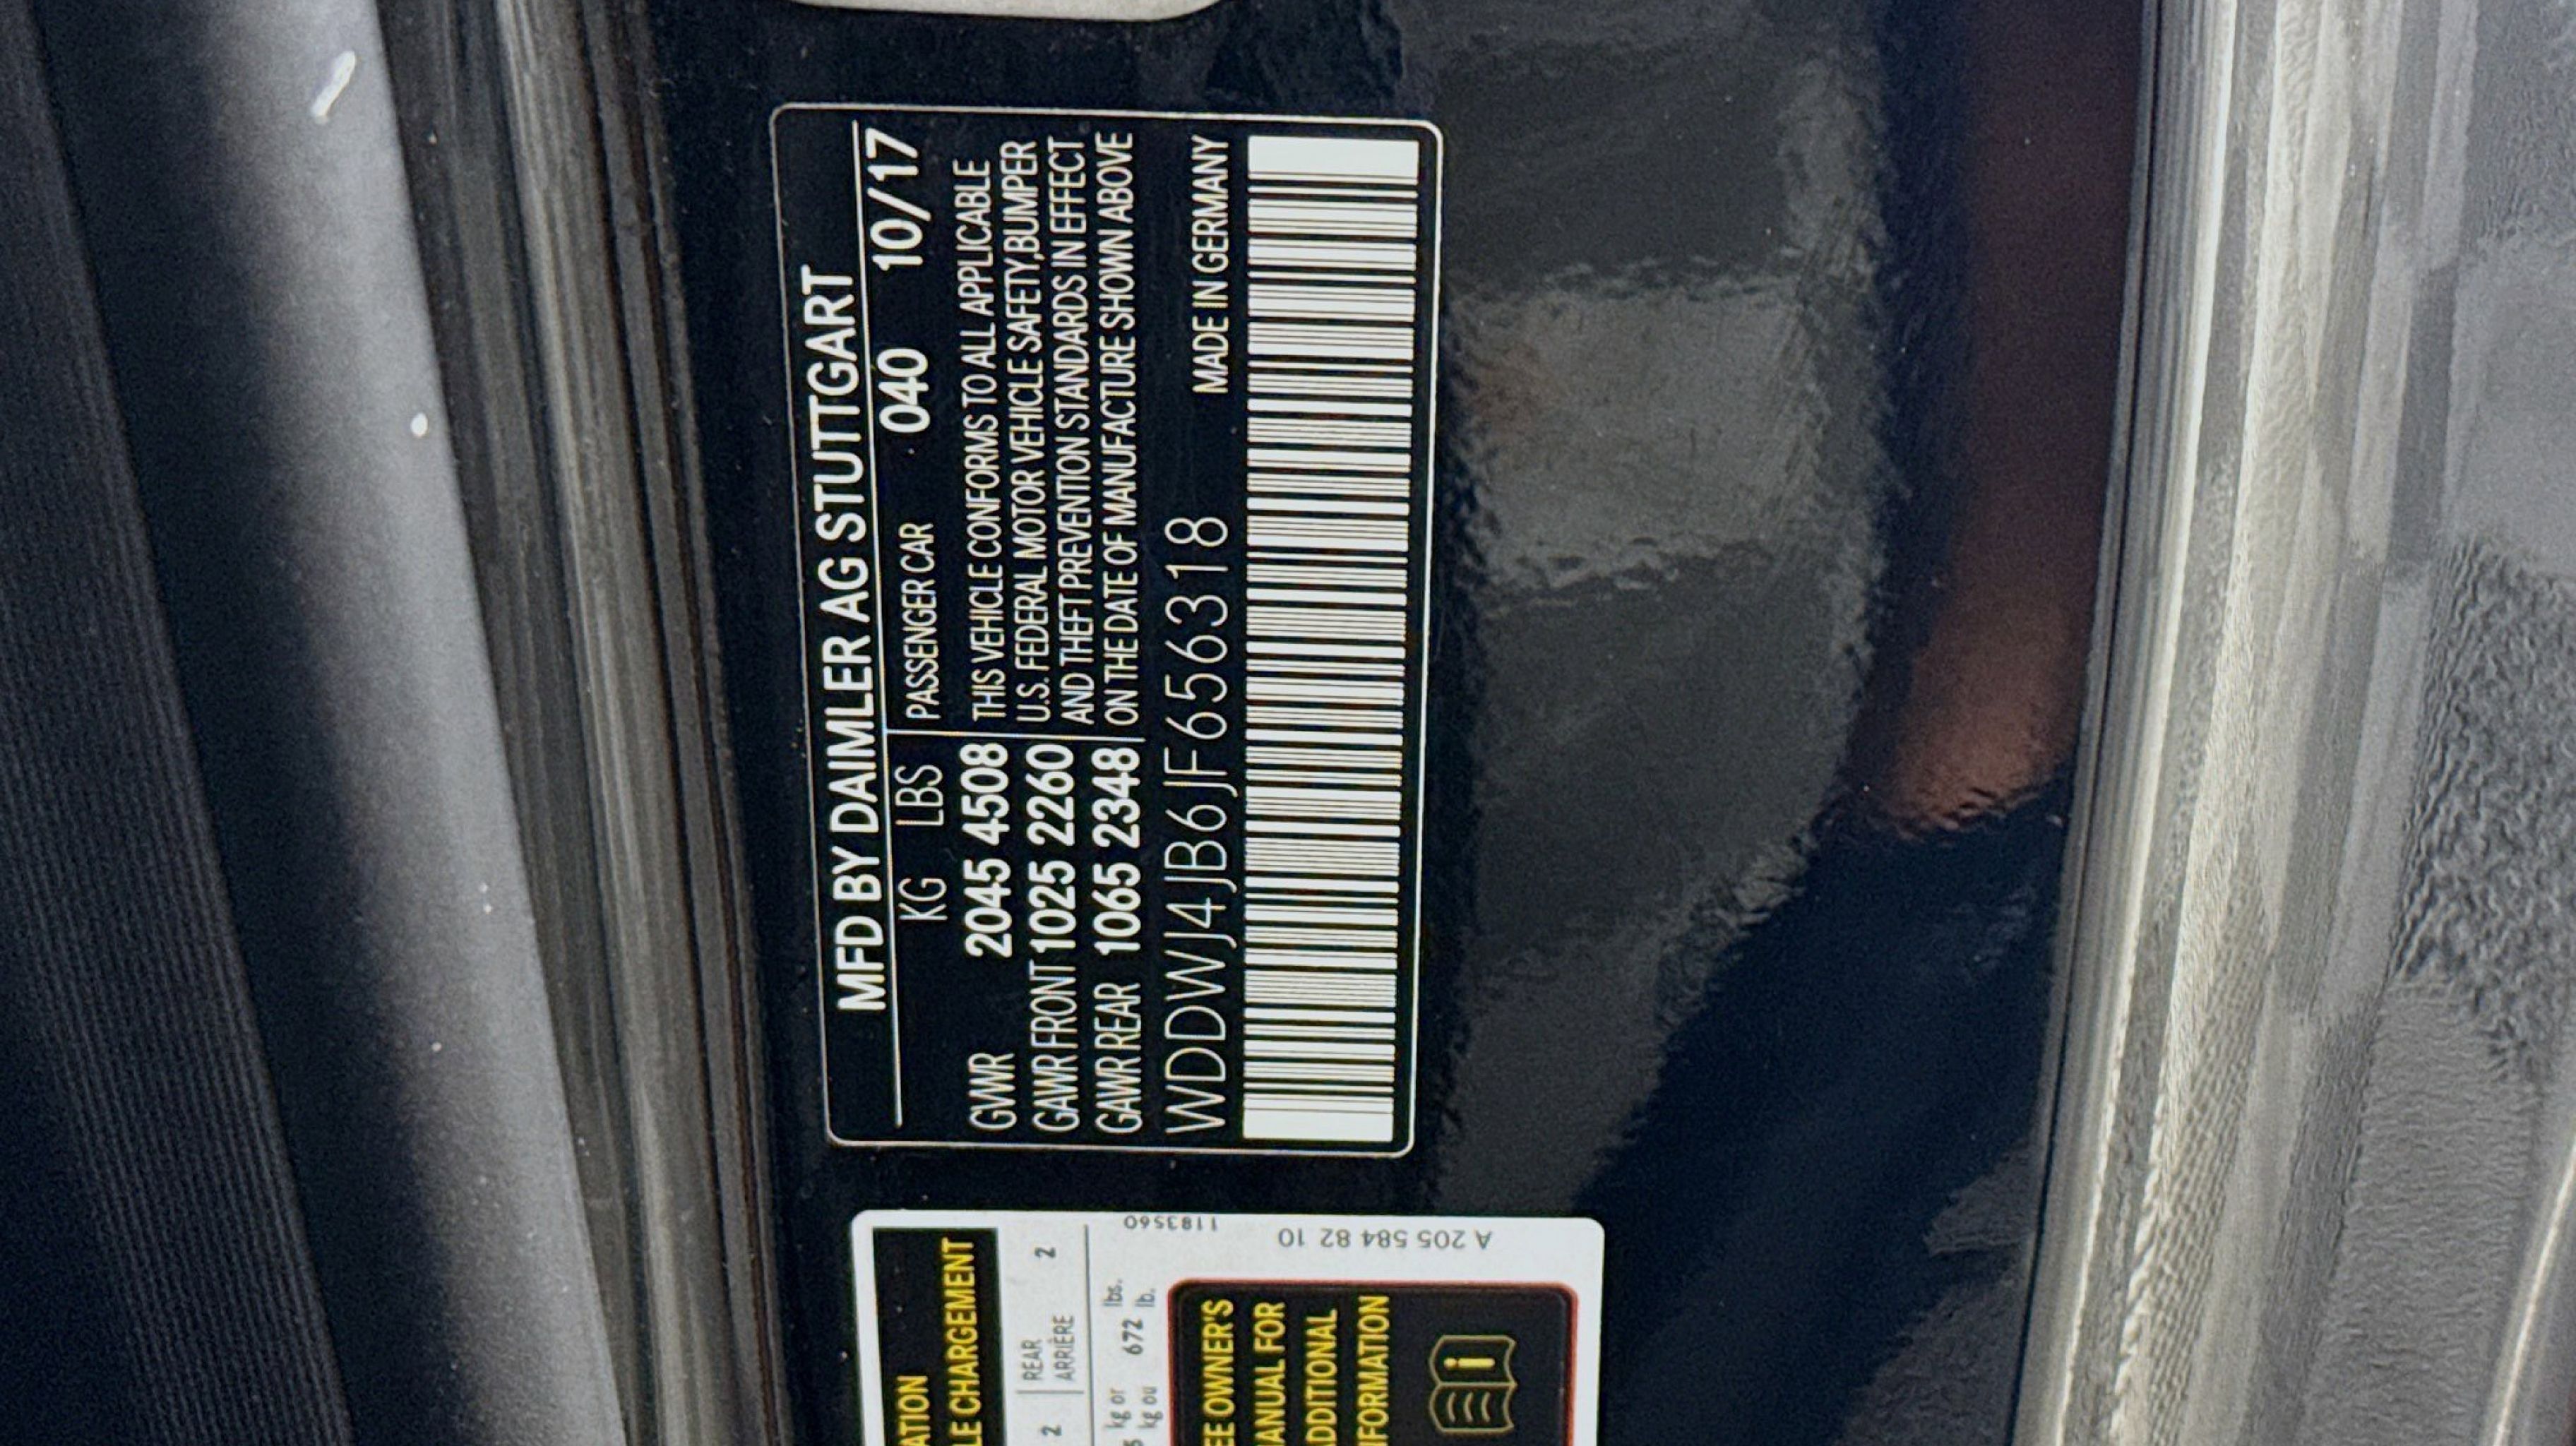 MFD BY DAIMLER AG STUTTGART
KG LBS PASSENGER CAR 040 10/17
GVWR 2045 4508 THIS VEHICLE CONFORMS TO ALL APPLICABLE
GAWR FRONT 1025 2260 U.S. FEDERAL MOTOR VEHICLE SAFETY,BUMPER
GAWR REAR 1065 2348 AND THEFT PREVENTION STANDARDS IN EFFECT
ON THE DATE OF MANUFACTURE SHOWN ABOVE
WDDWJ4JB6JF656318 MADE IN GERMANY
ATION
LE CHARGEMENT
2 REAR 2
ARRIÈRE
kg or 672 lbs.
kg ou lb.
EE OWNER'S
ANUAL FOR
ADDITIONAL
NFORMATION
1183560
A 205 584 82 10